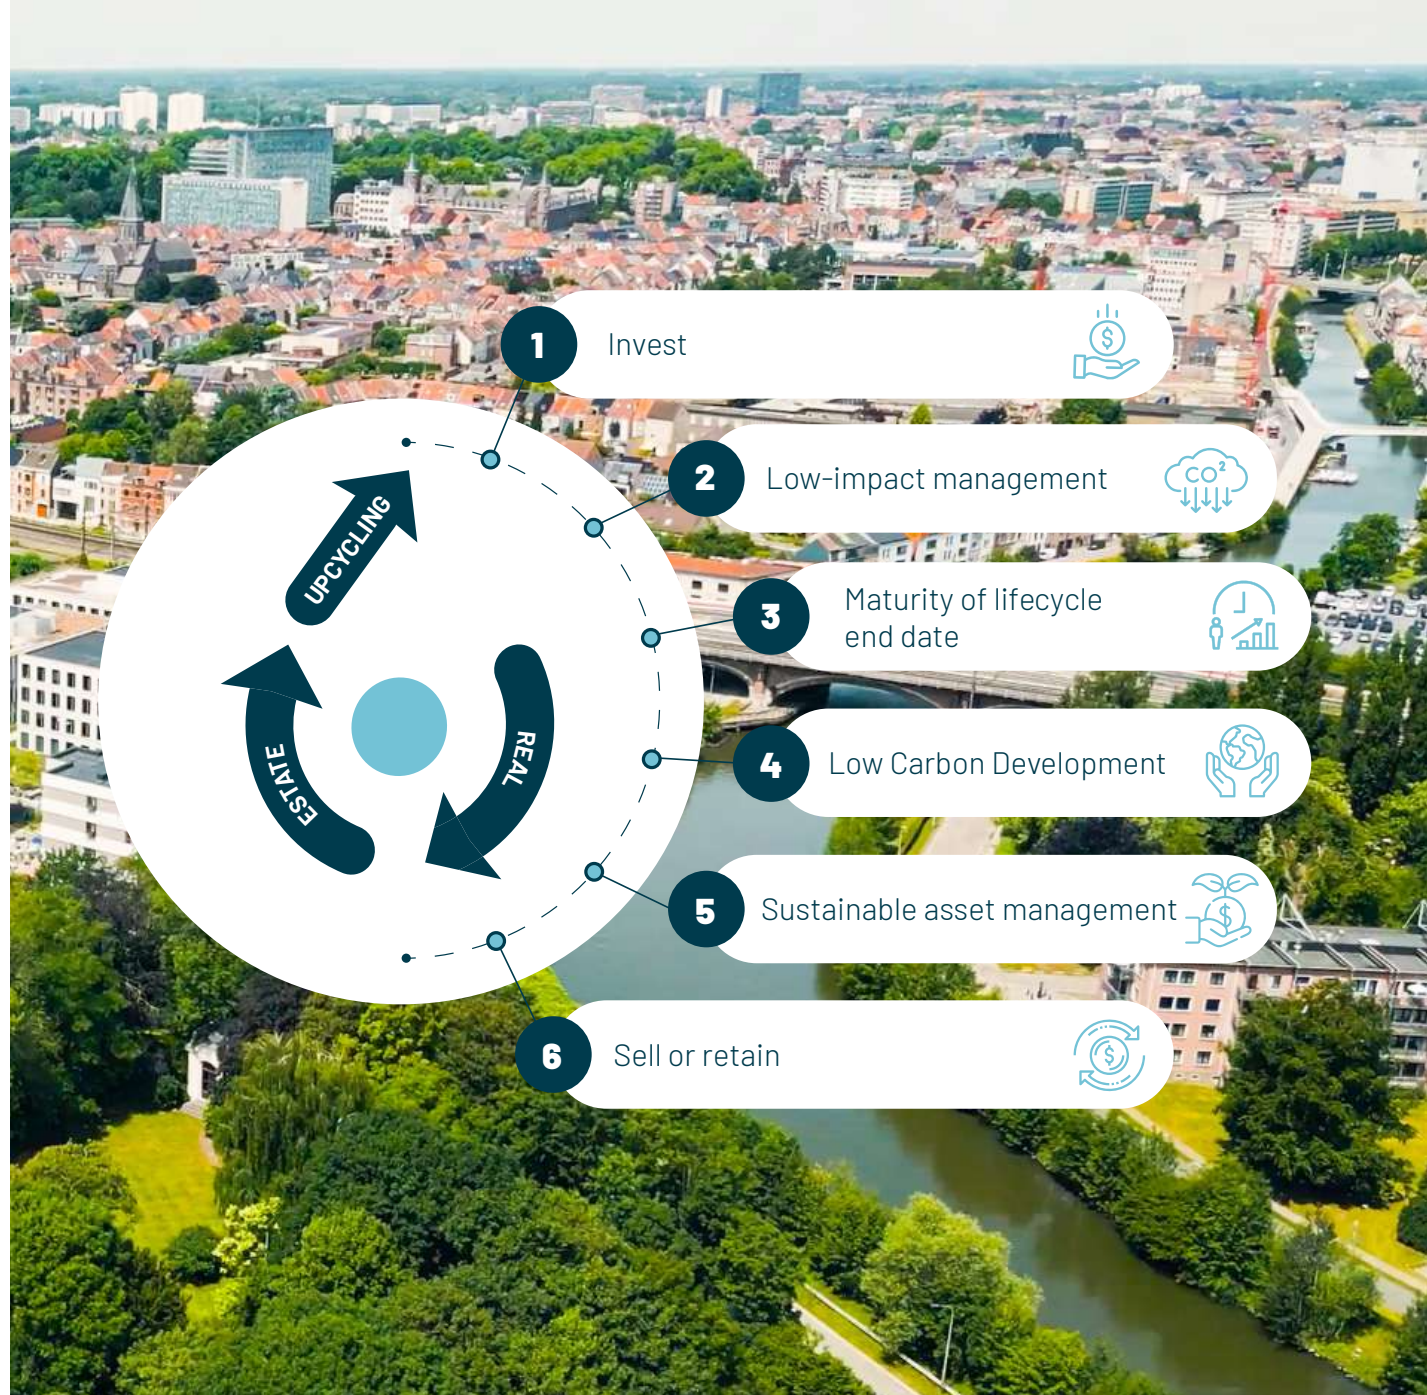 1
Invest
$
2
Low-impact management
CO²
3
Maturity of lifecycle
end date
4
Low Carbon Development
5
Sustainable asset management
$
6
Sell or retain
$
REAL
ESTATE
UPCYCLING